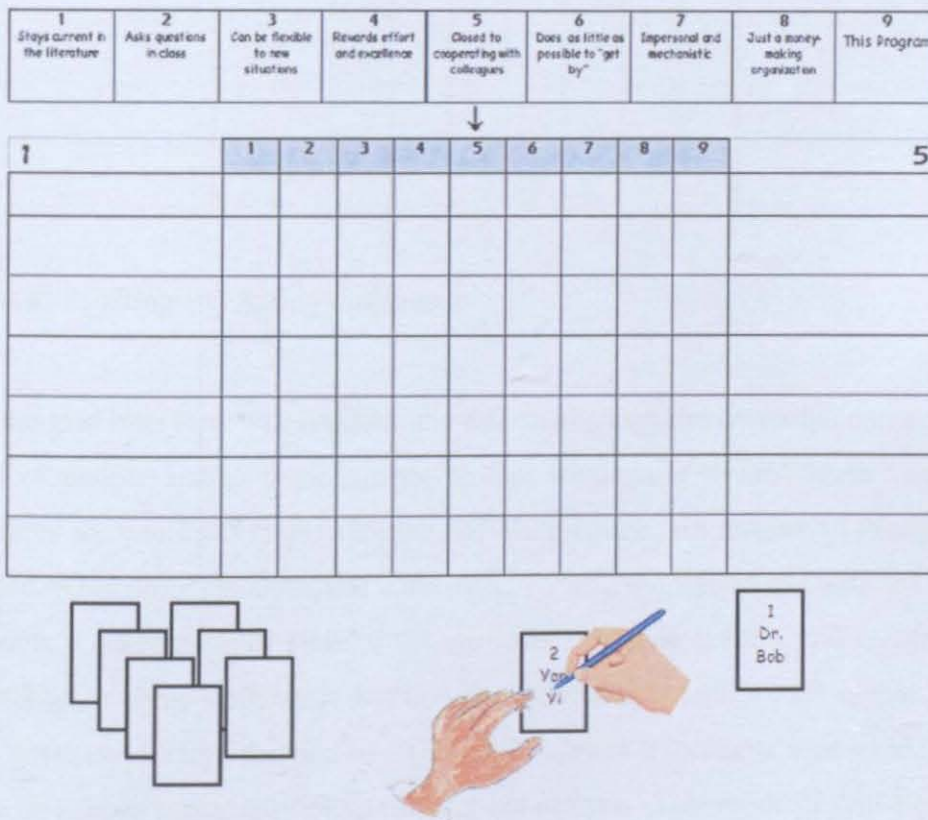 1 2 3 4 5 6 7 8 9
Stays current in Asks questions Can be flexible Rewards effort Closed to Does as little as Impersonal and Just a money- This Program
the literature in class to new and excellence cooperating with possible to "get mechanistic making
situations colleagues by" organization
1 1 2 3 4 5 6 7 8 9 5
1
Dr.
Bob
2